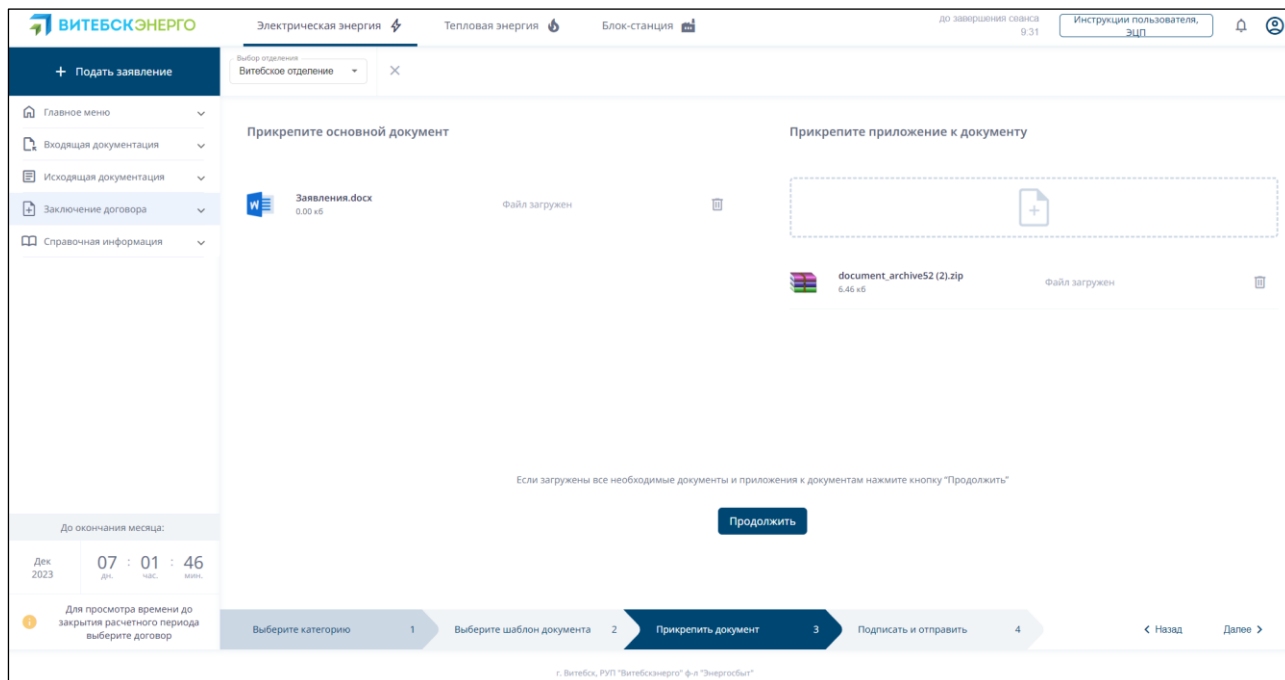 ВИТЕБСКЭНЕРГО
Электрическая энергия
Тепловая энергия
Блок-станция
до завершения сеанса
9:31
Инструкции пользователя,
ЭЦП
+ Подать заявление
Выбор отделения
Витебское отделение
Главное меню
Входящая документация
Исходящая документация
Заключение договора
Справочная информация
Прикрепите основной документ
Прикрепите приложение к документу
Заявления.docx
0.00 кб
Файл загружен
document_archive52 (2).zip
6.46 кб
Файл загружен
Если загружены все необходимые документы и приложения к документам нажмите кнопку “Продолжить”
Продолжить
До окончания месяца:
Дек
2023
07 : 01 : 46
дн. час. мин.
Для просмотра времени до
закрытия расчетного периода
выберите договор
Выберите категорию 1
Выберите шаблон документа 2
Прикрепить документ 3
Подписать и отправить 4
Назад
Далее
г. Витебск, РУП "Витебскэнерго" ф-л "Энергосбыт"